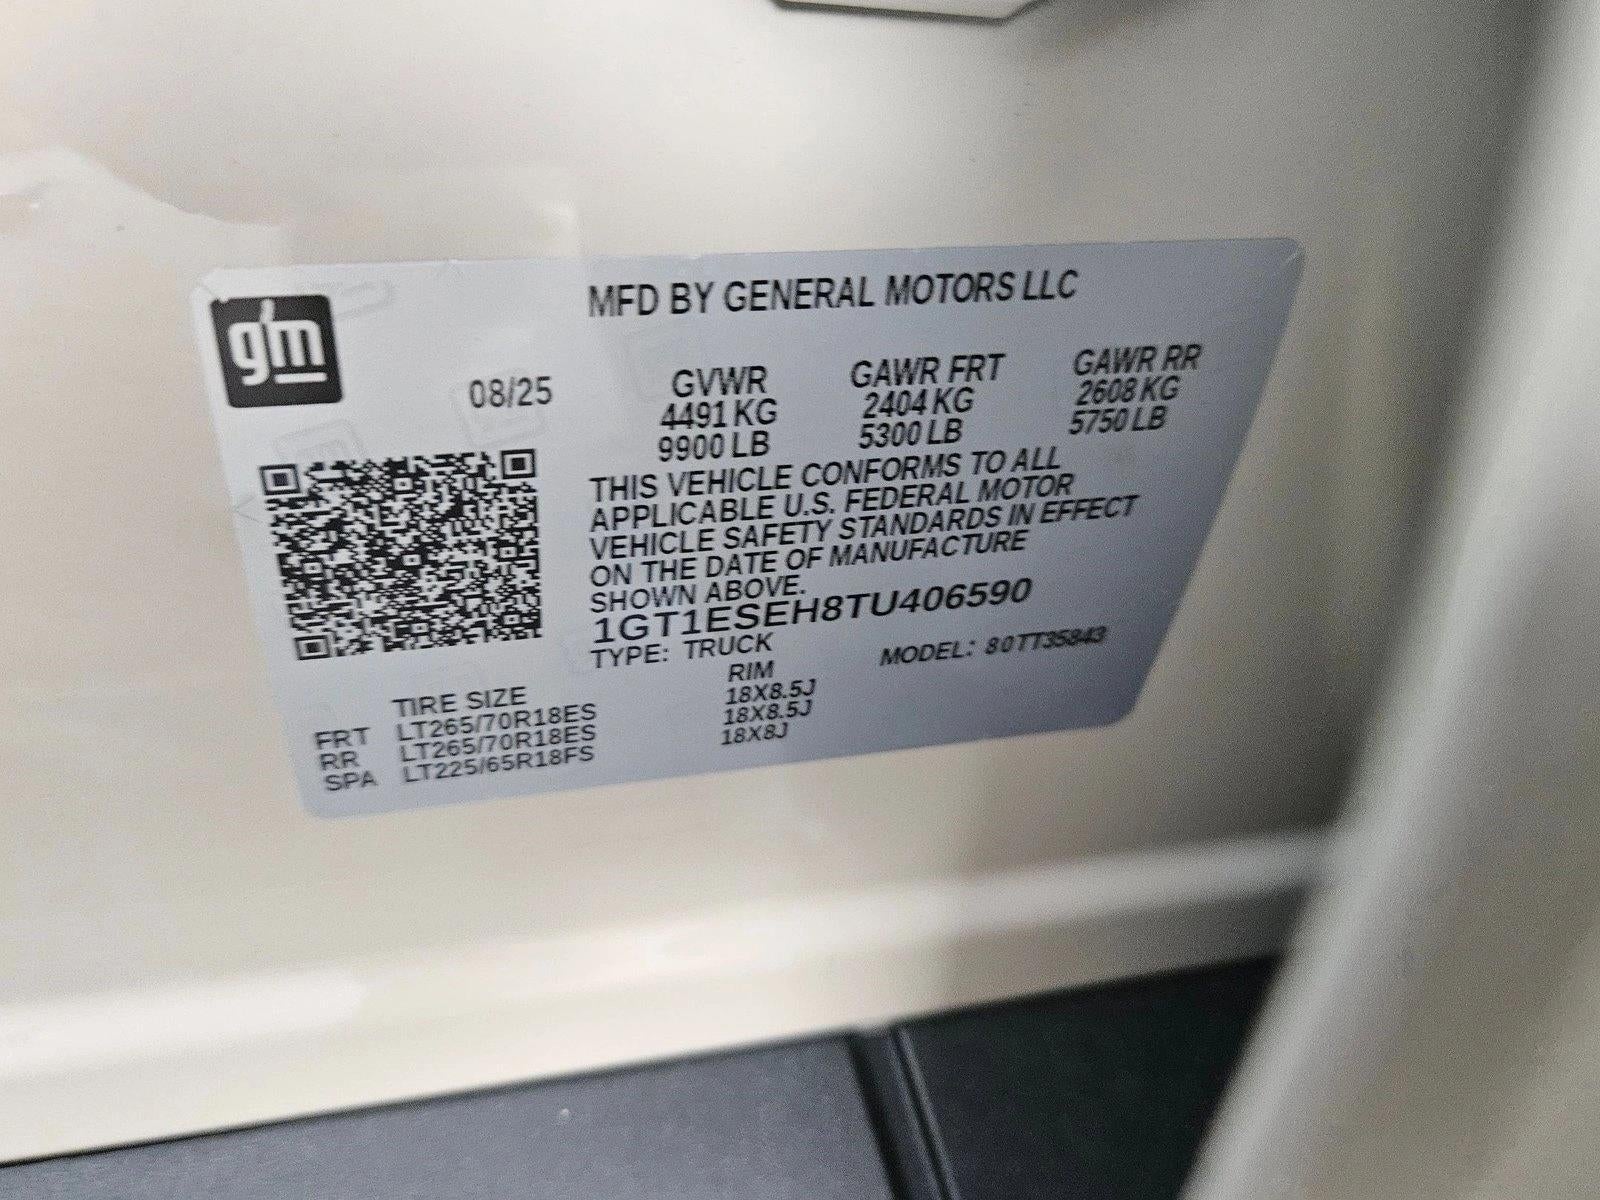 gm
MFD BY GENERAL MOTORS LLC
08/25 GVWR GAWR FRT GAWR RR
4491 KG 2404 KG 2608 KG
9900 LB 5300 LB 5750 LB
THIS VEHICLE CONFORMS TO ALL
APPLICABLE U.S. FEDERAL MOTOR
VEHICLE SAFETY STANDARDS IN EFFECT
ON THE DATE OF MANUFACTURE
SHOWN ABOVE.
1GT1ESEH8TU406590
TYPE: TRUCK MODEL: 80TT35843
TIRE SIZE RIM
FRT LT265/70R18ES 18X8.5J
RR LT265/70R18ES 18X8.5J
SPA LT225/65R18FS 18X8J